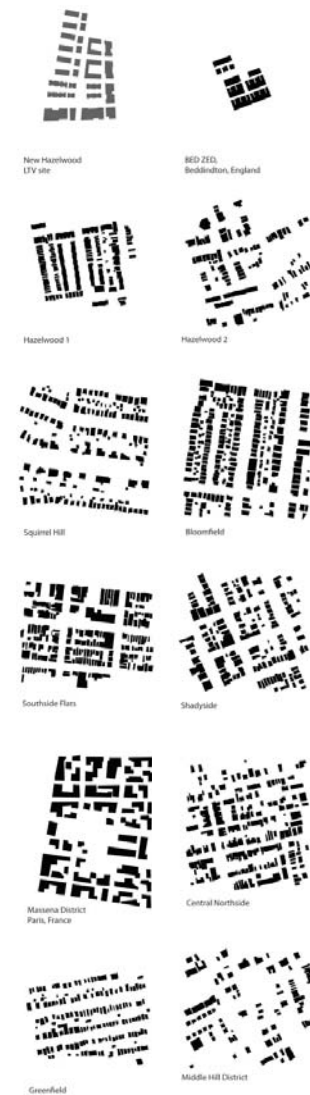 New Hazelwood
LTV site
BED ZED,
Beddindton, England
Hazelwood 1
Hazelwood 2
Squirrel Hill
Bloomfield
Southside Flats
Shadyside
Massena District
Paris, France
Central Northside
Greenfield
Middle Hill District